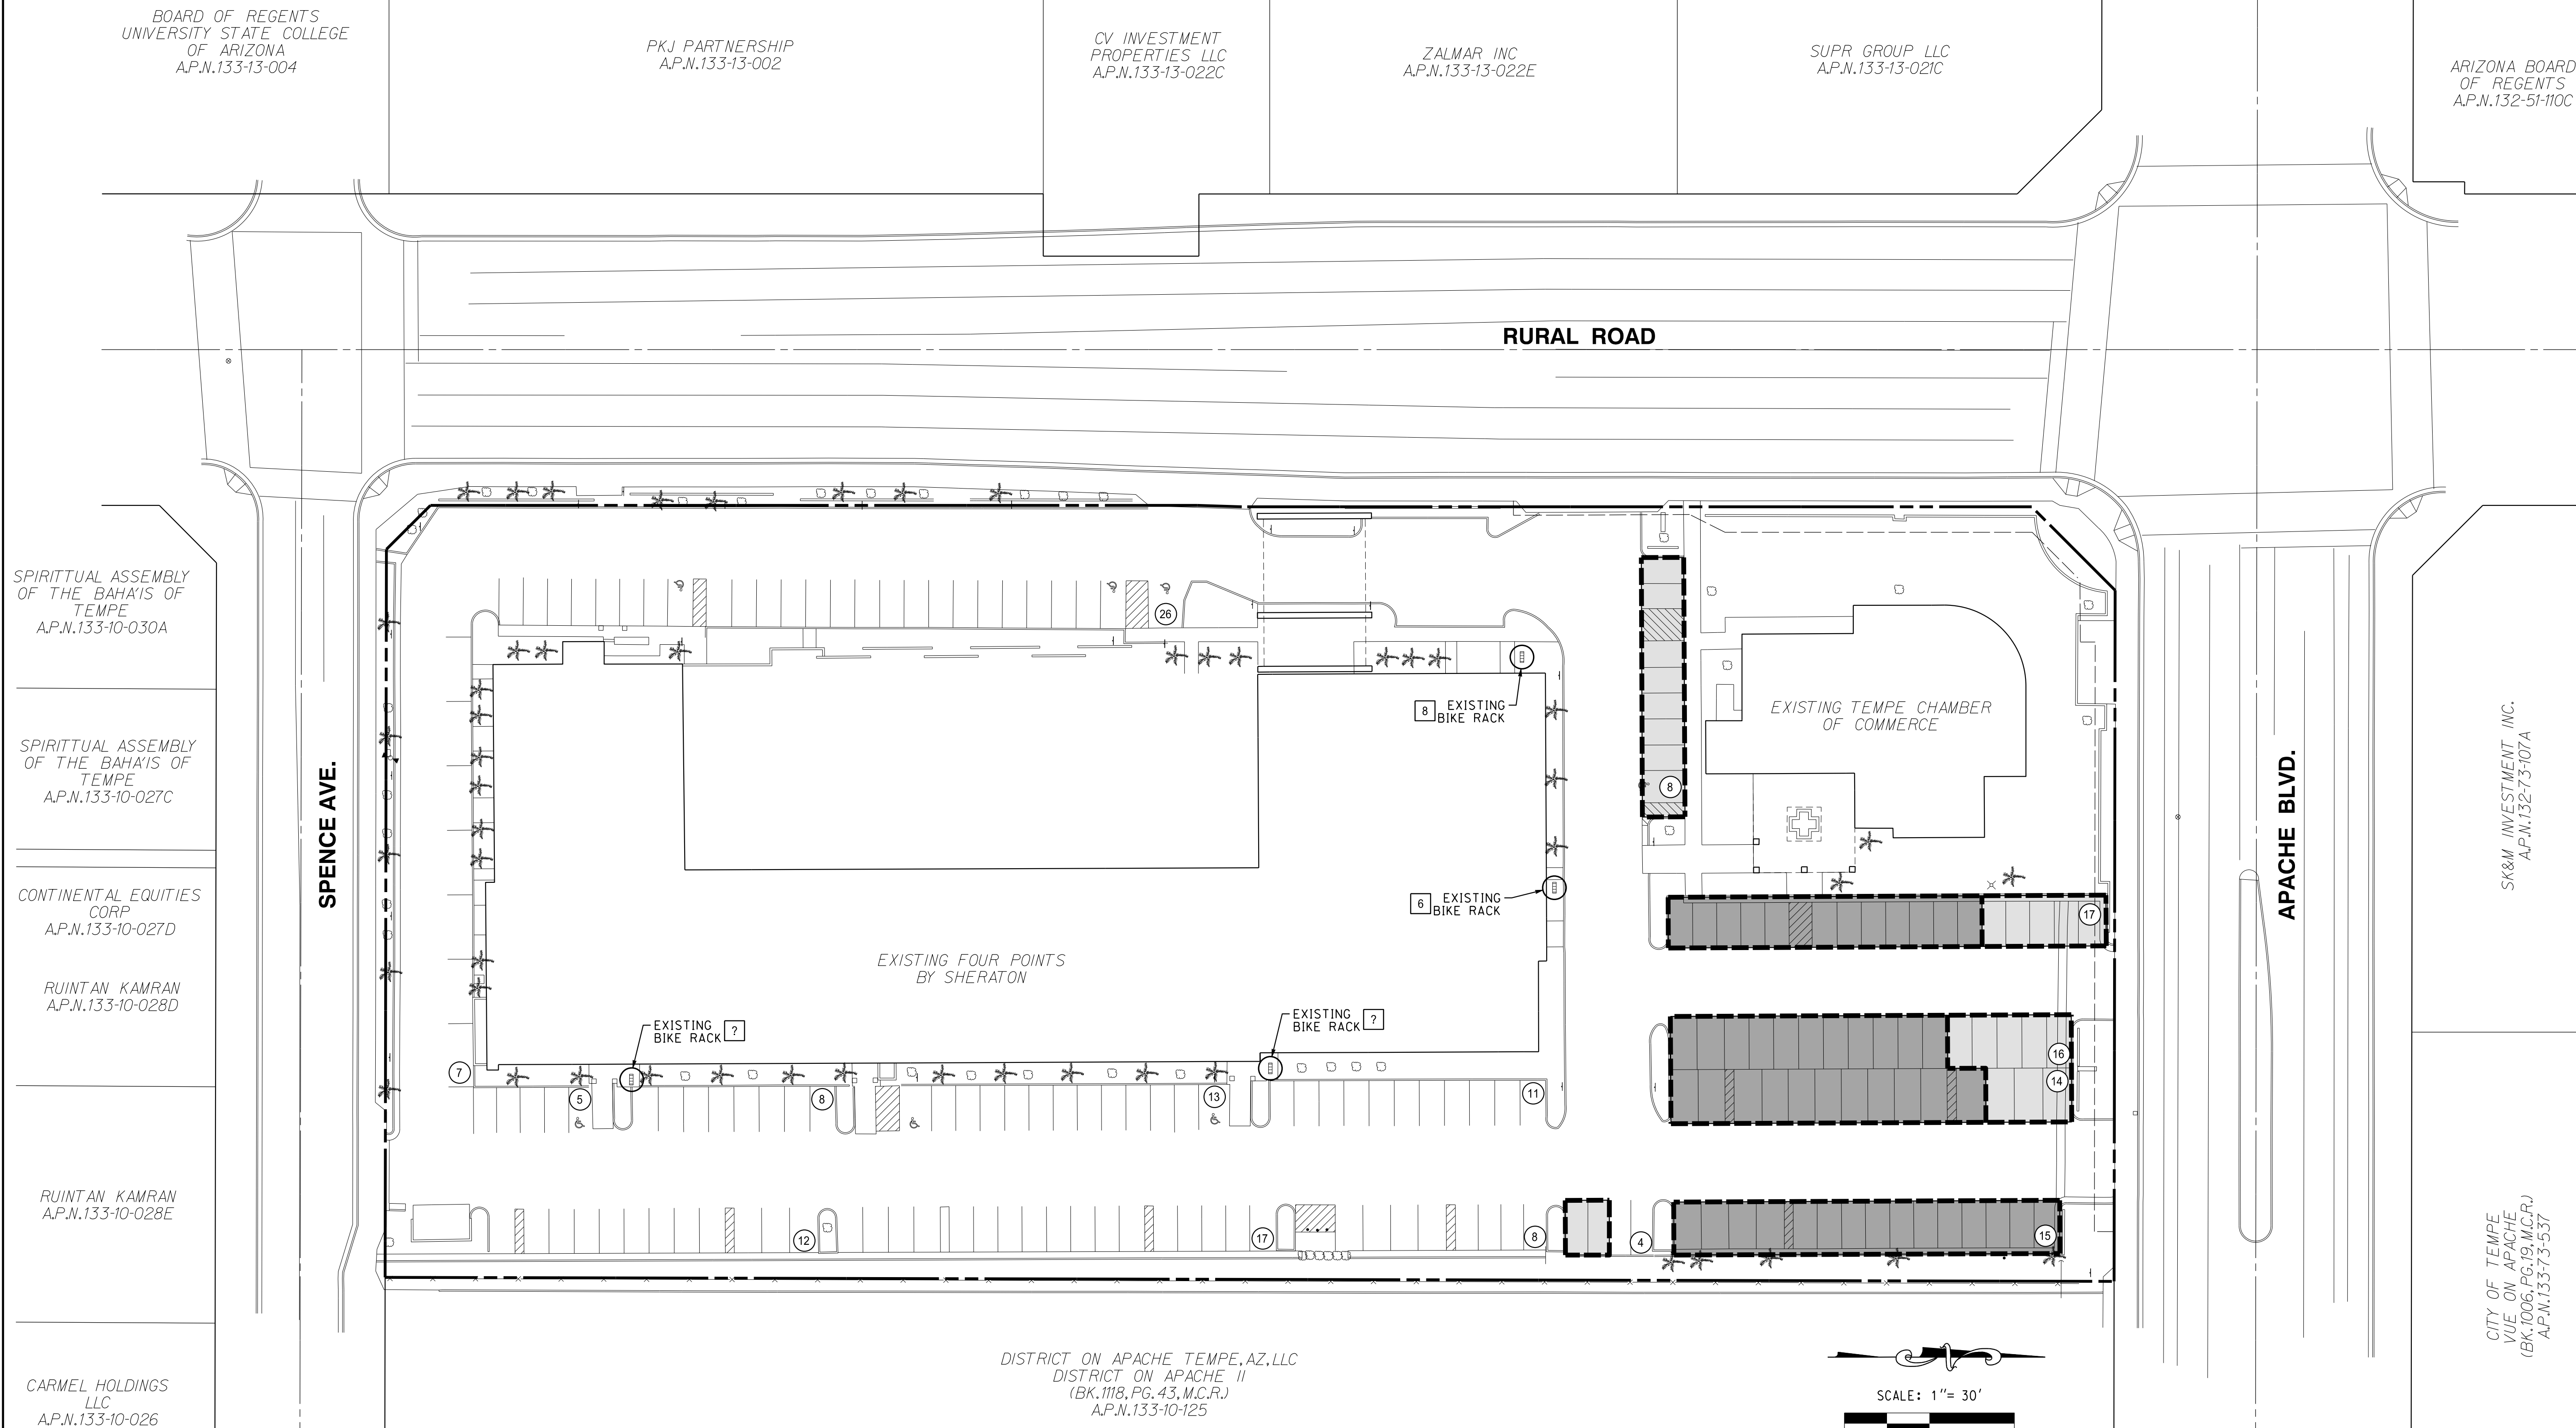 BOARD OF REGENTS
UNIVERSITY STATE COLLEGE
OF ARIZONA
A.P.N.133-13-004
PKJ PARTNERSHIP
A.P.N.133-13-002
CV INVESTMENT
PROPERTIES LLC
A.P.N.133-13-022C
ZALMAR INC
A.P.N.133-13-022E
SUPR GROUP LLC
A.P.N.133-13-021C
ARIZONA BOARD
OF REGENTS
A.P.N.132-51-110C
RURAL ROAD
SPIRITTUAL ASSEMBLY
OF THE BAHA'IS OF
TEMPE
A.P.N.133-10-030A
SPIRITTUAL ASSEMBLY
OF THE BAHA'IS OF
TEMPE
A.P.N.133-10-027C
CONTINENTAL EQUITIES
CORP
A.P.N.133-10-027D
RUINTAN KAMRAN
A.P.N.133-10-028D
RUINTAN KAMRAN
A.P.N.133-10-028E
CARMEL HOLDINGS
LLC
A.P.N.133-10-026
SPENCE AVE.
26
8 EXISTING
BIKE RACK
6 EXISTING
BIKE RACK
EXISTING FOUR POINTS
BY SHERATON
EXISTING
BIKE RACK ?
EXISTING
BIKE RACK ?
7
5
8
13
11
12
17
8
4
15
EXISTING TEMPE CHAMBER
OF COMMERCE
8
17
16
14
APACHE BLVD.
SK&M INVESTMENT INC.
A.P.N.132-73-107A
CITY OF TEMPE
VUE ON APACHE
(BK.1006,PG.19,M.C.R.)
A.P.N.133-73-537
DISTRICT ON APACHE TEMPE,AZ,LLC
DISTRICT ON APACHE II
(BK.1118,PG.43,M.C.R.)
A.P.N.133-10-125
SCALE: 1"= 30'